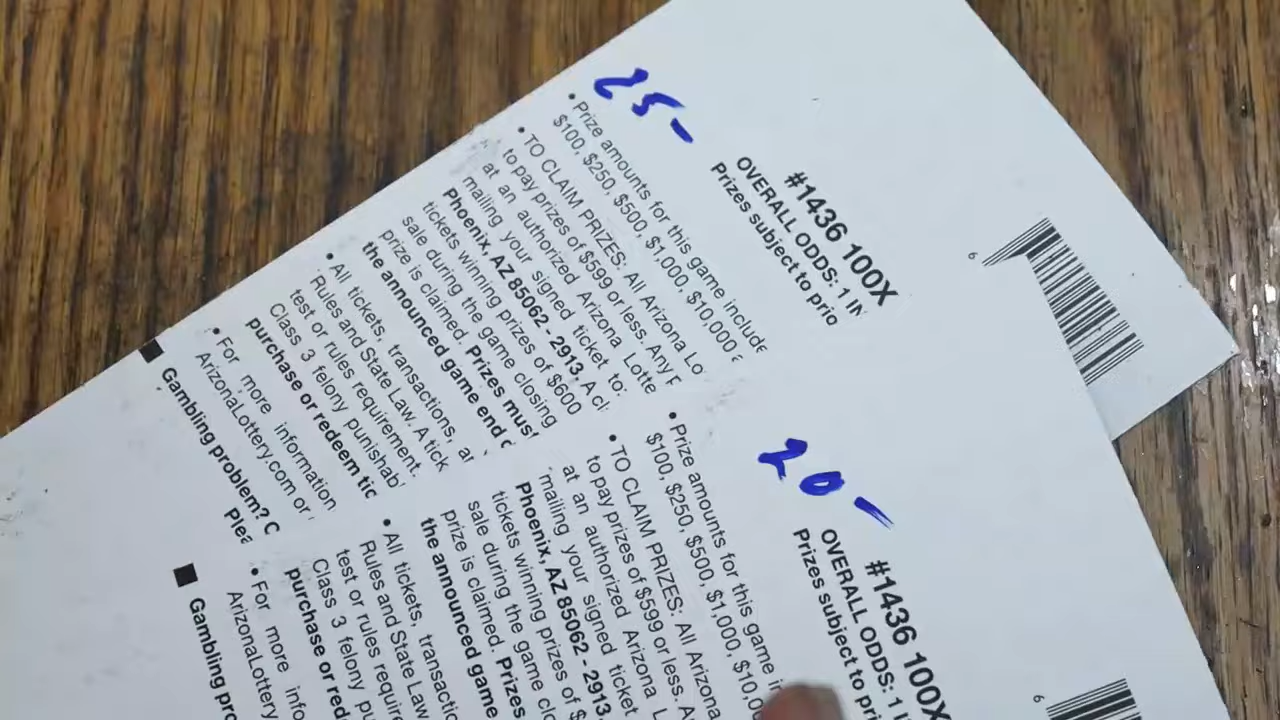 25-
#1436 100X
OVERALL ODDS: 1 IN
Prizes subject to prio
• Prize amounts for this game include
$100, $250, $500, $1,000, $10,000
• TO CLAIM PRIZES: All Arizona Lo
to pay prizes of $599 or less. Any
at an authorized Arizona Lotte
mailing your signed ticket to:
Phoenix, AZ 85062 - 2913. A cl
tickets winning prizes of $600
sale during the game closing
prize is claimed. Prizes must
the announced game end
• All tickets, transactions,
Rules and State Law. A tick
test or rules requirement.
Class 3 felony punishab
purchase or redeem tic
• For more information
ArizonaLottery.com or
Gambling problem? C
Plea
6
20-
#1436 100X
OVERALL ODDS: 1 IN
Prizes subject to pri
• Prize amounts for this game in
$100, $250, $500, $1,000, $10,00
• TO CLAIM PRIZES: All Arizona
to pay prizes of $599 or less. A
at an authorized Arizona L
mailing your signed ticket
Phoenix, AZ 85062 - 2913.
tickets winning prizes of $
sale during the game clo
prize is claimed. Prizes
the announced game
• All tickets, transactio
Rules and State Law
test or rules require
Class 3 felony pu
purchase or red
• For more info
ArizonaLottery
Gambling pro
6